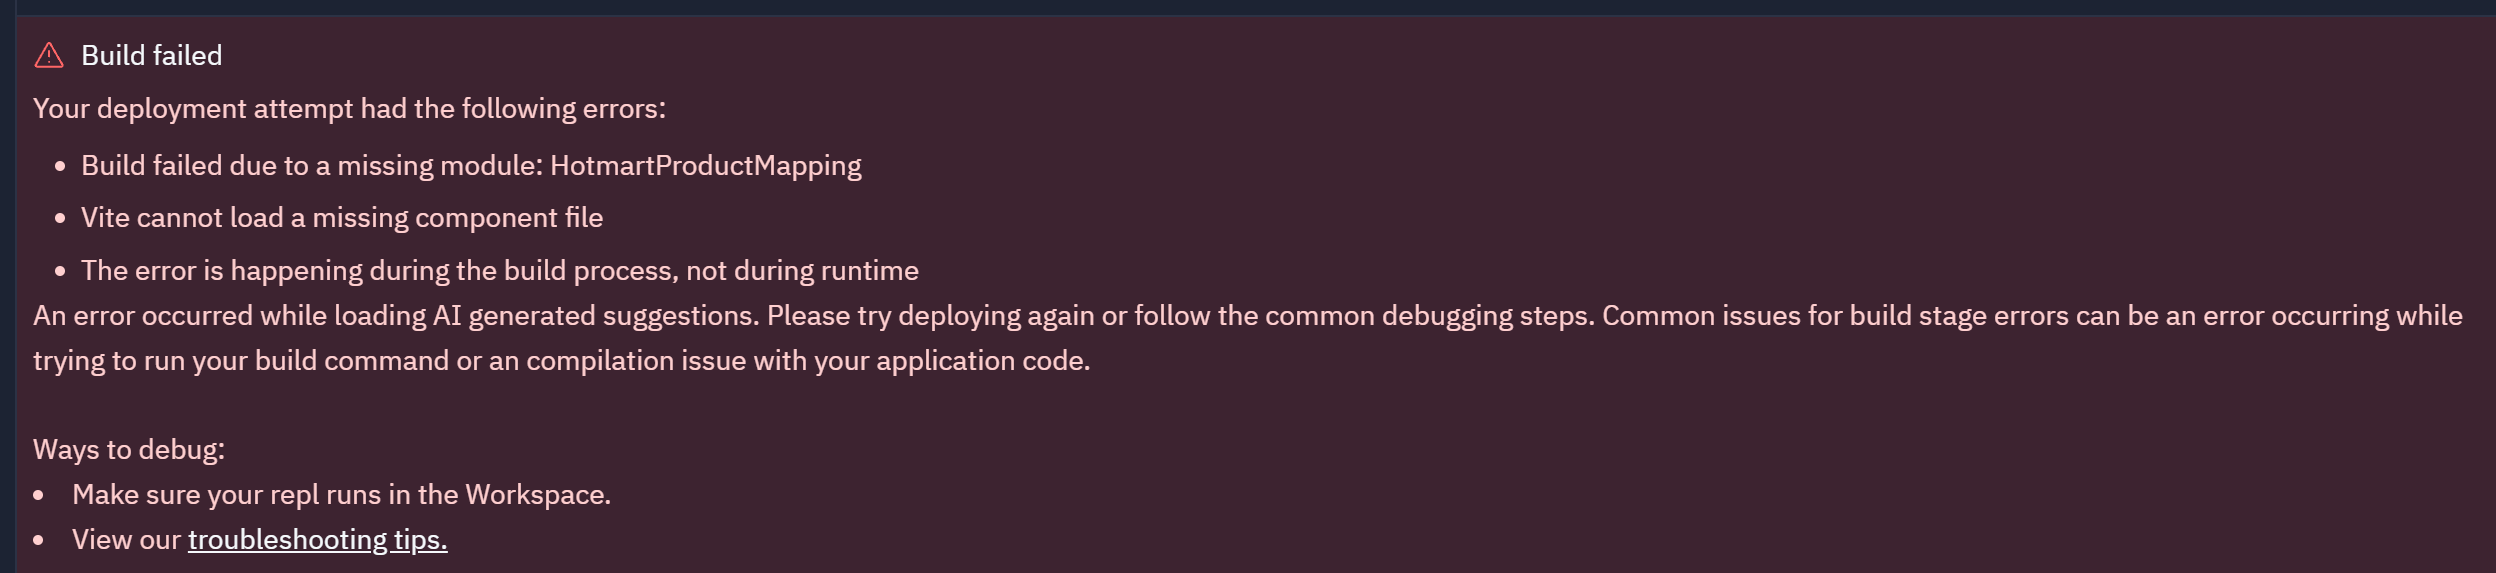 Build failed
Your deployment attempt had the following errors:
• Build failed due to a missing module: HotmartProductMapping
• Vite cannot load a missing component file
• The error is happening during the build process, not during runtime
An error occurred while loading AI generated suggestions. Please try deploying again or follow the common debugging steps. Common issues for build stage errors can be an error occurring while
trying to run your build command or an compilation issue with your application code.
Ways to debug:
• Make sure your repl runs in the Workspace.
• View our troubleshooting tips.